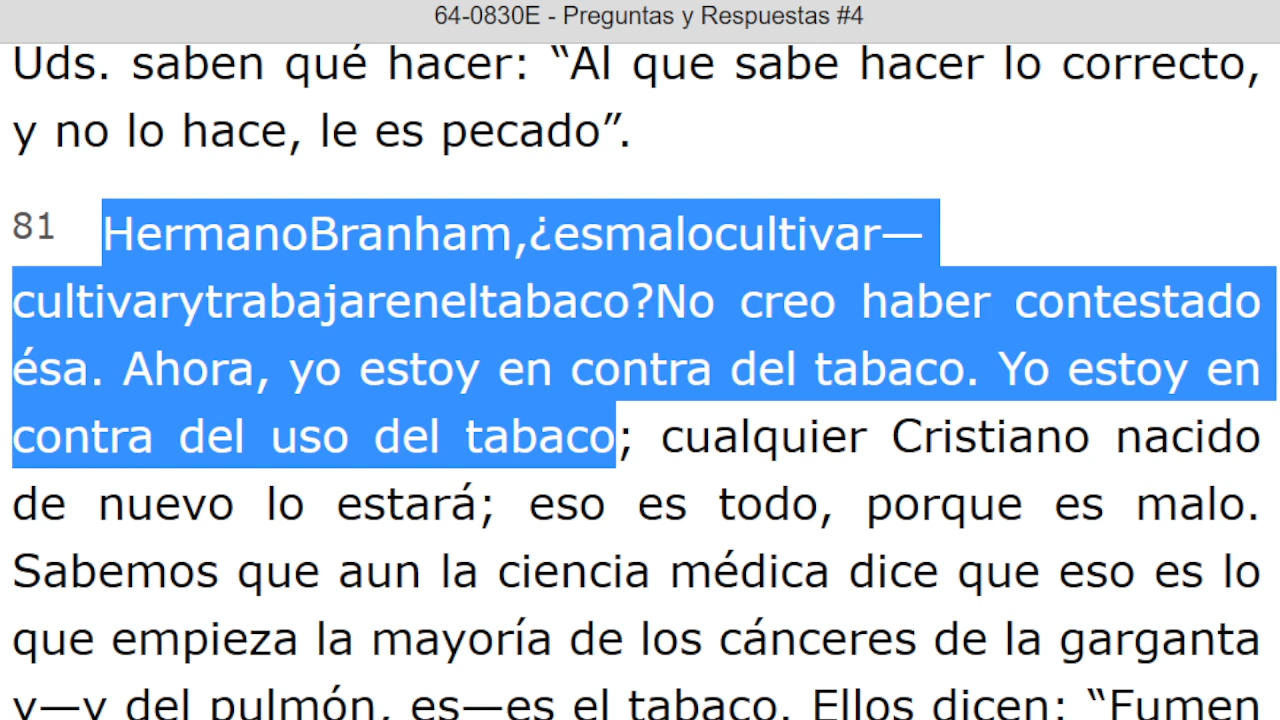 64-0830E - Preguntas y Respuestas #4
Uds. saben qué hacer: “Al que sabe hacer lo correcto,
y no lo hace, le es pecado”.
81 HermanoBranham,¿esmalocultivar—
cultivarytrabajareneltabaco?No creo haber contestado
ésa. Ahora, yo estoy en contra del tabaco. Yo estoy en
contra del uso del tabaco; cualquier Cristiano nacido
de nuevo lo estará; eso es todo, porque es malo.
Sabemos que aun la ciencia médica dice que eso es lo
que empieza la mayoría de los cánceres de la garganta
y—y del pulmón, es—es el tabaco. Ellos dicen: “Fumen